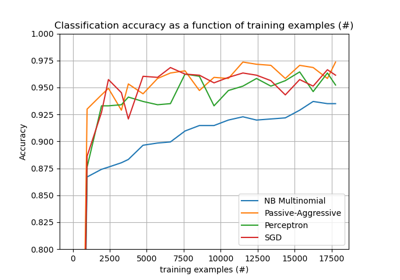 Classification accuracy as a function of training examples (#)
1.000
0.975
0.950
0.925
0.900
0.875
0.850
0.825
0.800
Accuracy
0 2500 5000 7500 10000 12500 15000 17500
training examples (#)
NB Multinomial
Passive-Aggressive
Perceptron
SGD